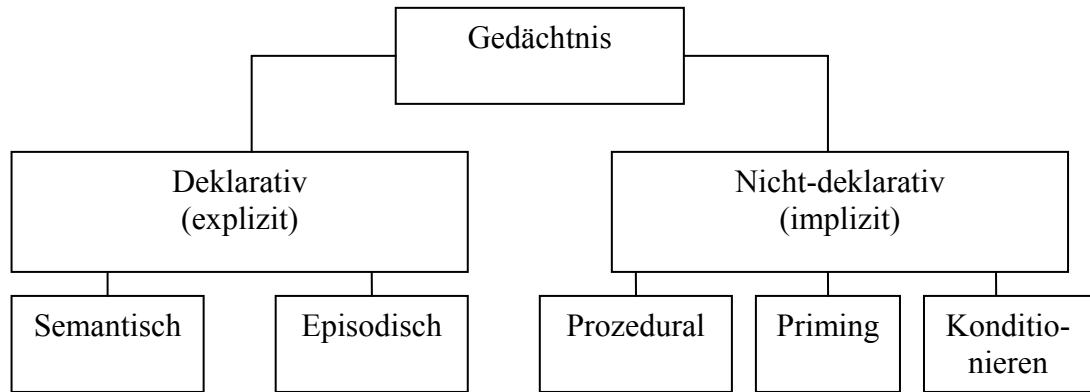 Gedächtnis
Deklarativ
(explizit)
Nicht-deklarativ
(implizit)
Semantisch
Episodisch
Prozedural
Priming
Konditio-
nieren